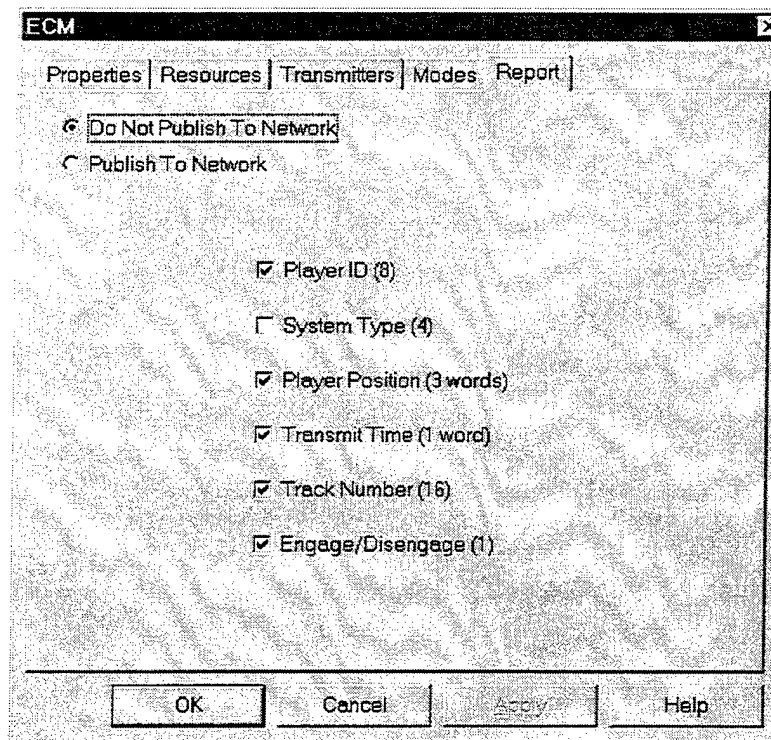 ECM
Properties Resources Transmitters Modes Report
Do Not Publish To Network
Publish To Network
Player ID (8)
System Type (4)
Player Position (3 words)
Transmit Time (1 word)
Track Number (16)
Engage/Disengage (1)
OK Cancel Apply Help